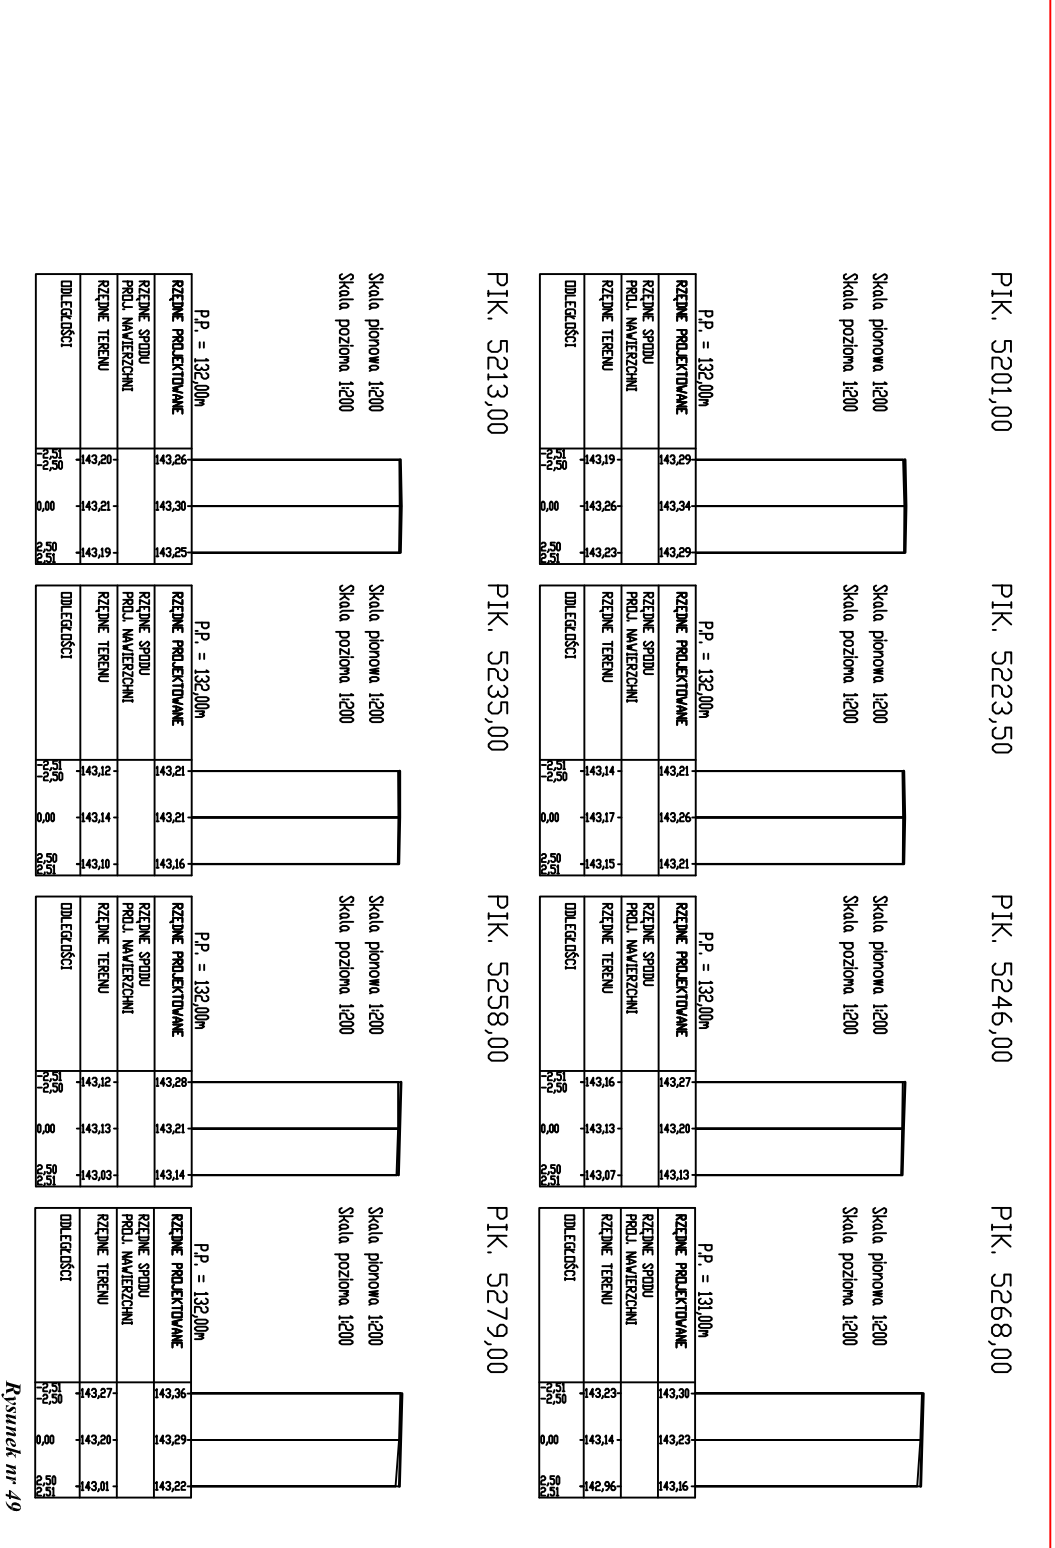 PIK. 5201,00
Skala pionowa 1:200
Skala pozioma 1:200
P.P. = 132,00m
RZĘDNE PROJEKTOWANE 143,29 143,34 143,29
RZĘDNE SPODU
PROJ. NAWIERZCHNI
RZĘDNE TERENU 143,19 143,26 143,23
ODLEGŁOŚCI -2,51 -2,50 0,00 2,50 2,51
PIK. 5223,50
Skala pionowa 1:200
Skala pozioma 1:200
P.P. = 132,00m
RZĘDNE PROJEKTOWANE 143,21 143,26 143,21
RZĘDNE SPODU
PROJ. NAWIERZCHNI
RZĘDNE TERENU 143,14 143,17 143,15
ODLEGŁOŚCI -2,51 -2,50 0,00 2,50 2,51
PIK. 5246,00
Skala pionowa 1:200
Skala pozioma 1:200
P.P. = 132,00m
RZĘDNE PROJEKTOWANE 143,27 143,20 143,13
RZĘDNE SPODU
PROJ. NAWIERZCHNI
RZĘDNE TERENU 143,16 143,13 143,07
ODLEGŁOŚCI -2,51 -2,50 0,00 2,50 2,51
PIK. 5268,00
Skala pionowa 1:200
Skala pozioma 1:200
P.P. = 131,00m
RZĘDNE PROJEKTOWANE 143,30 143,23 143,16
RZĘDNE SPODU
PROJ. NAWIERZCHNI
RZĘDNE TERENU 143,23 143,14 142,96
ODLEGŁOŚCI -2,51 -2,50 0,00 2,50 2,51
PIK. 5213,00
Skala pionowa 1:200
Skala pozioma 1:200
P.P. = 132,00m
RZĘDNE PROJEKTOWANE 143,26 143,30 143,25
RZĘDNE SPODU
PROJ. NAWIERZCHNI
RZĘDNE TERENU 143,20 143,21 143,19
ODLEGŁOŚCI -2,51 -2,50 0,00 2,50 2,51
PIK. 5235,00
Skala pionowa 1:200
Skala pozioma 1:200
P.P. = 132,00m
RZĘDNE PROJEKTOWANE 143,21 143,21 143,16
RZĘDNE SPODU
PROJ. NAWIERZCHNI
RZĘDNE TERENU 143,12 143,14 143,10
ODLEGŁOŚCI -2,51 -2,50 0,00 2,50 2,51
PIK. 5258,00
Skala pionowa 1:200
Skala pozioma 1:200
P.P. = 132,00m
RZĘDNE PROJEKTOWANE 143,28 143,21 143,14
RZĘDNE SPODU
PROJ. NAWIERZCHNI
RZĘDNE TERENU 143,12 143,13 143,03
ODLEGŁOŚCI -2,51 -2,50 0,00 2,50 2,51
PIK. 5279,00
Skala pionowa 1:200
Skala pozioma 1:200
P.P. = 132,00m
RZĘDNE PROJEKTOWANE 143,36 143,29 143,22
RZĘDNE SPODU
PROJ. NAWIERZCHNI
RZĘDNE TERENU 143,27 143,20 143,01
ODLEGŁOŚCI -2,51 -2,50 0,00 2,50 2,51
Rysunek nr 49